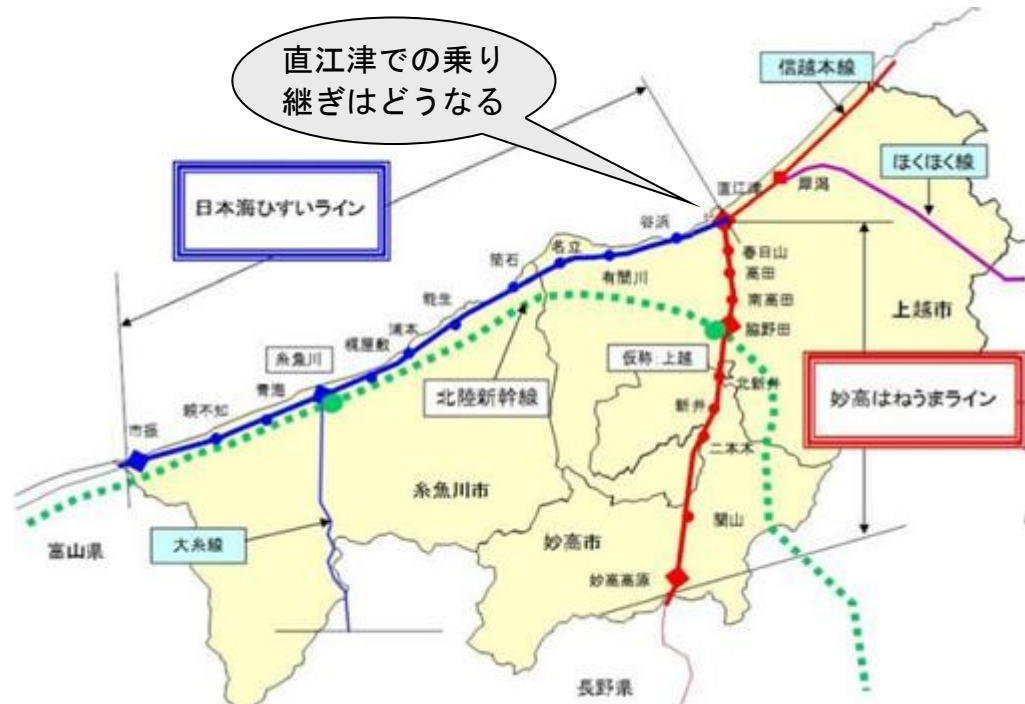 直江津での乗り
継ぎはどうなる
信越本線
ほくほく線
日本海ひすいライン
直江津
犀潟
谷浜
名立
有間川
筒石
能生
浦本
梶屋敷
糸魚川
青海
親不知
市振
春日山
高田
南高田
脇野田
上越市
仮称：上越
北新井
北陸新幹線
新井
妙高はねうまライン
二本木
糸魚川市
関山
妙高市
大糸線
富山県
妙高高原
長野県